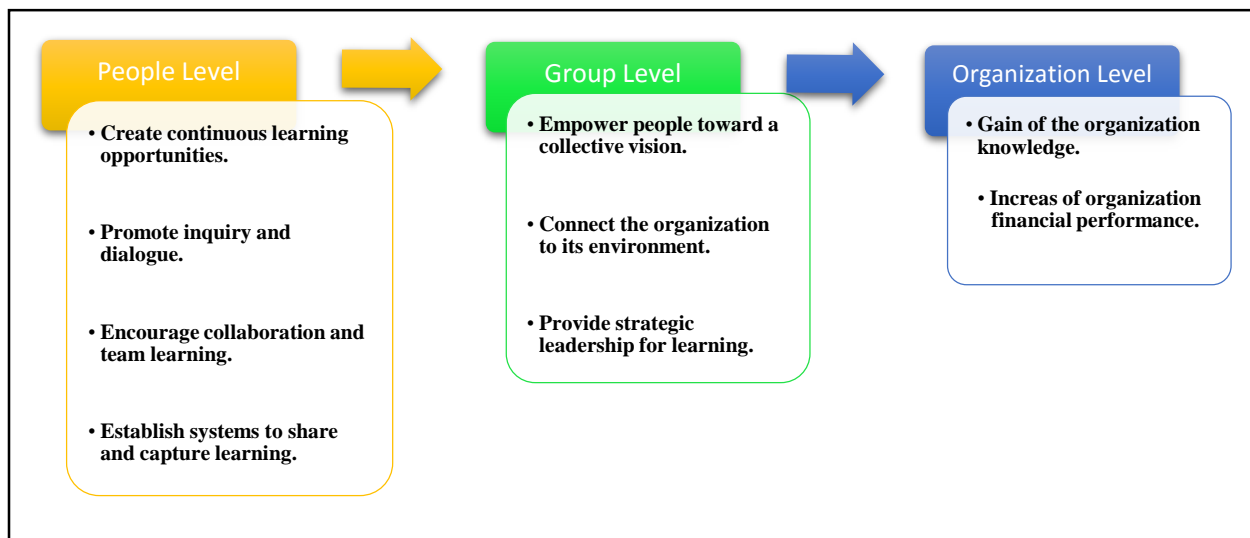 People Level
• Create continuous learning
opportunities.
• Promote inquiry and
dialogue.
• Encourage collaboration and
team learning.
• Establish systems to share
and capture learning.
Group Level
• Empower people toward a
collective vision.
• Connect the organization
to its environment.
• Provide strategic
leadership for learning.
Organization Level
• Gain of the organization
knowledge.
• Increas of organization
financial performance.